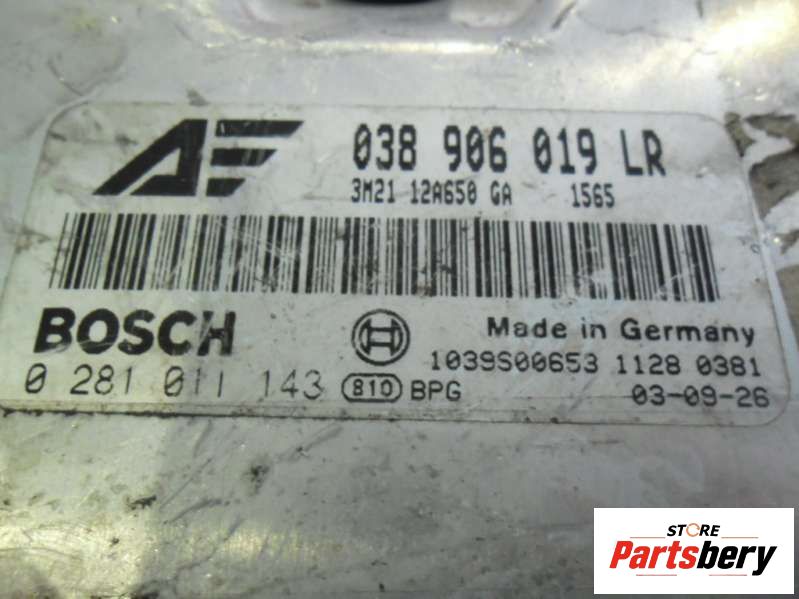 AF 038 906 019 LR
3M21 12A650 GA 1565
BOSCH Made in Germany
1039S00653 1128 0381
0 281 011 143 810 BPG 03-09-26
STORE
Partsbery